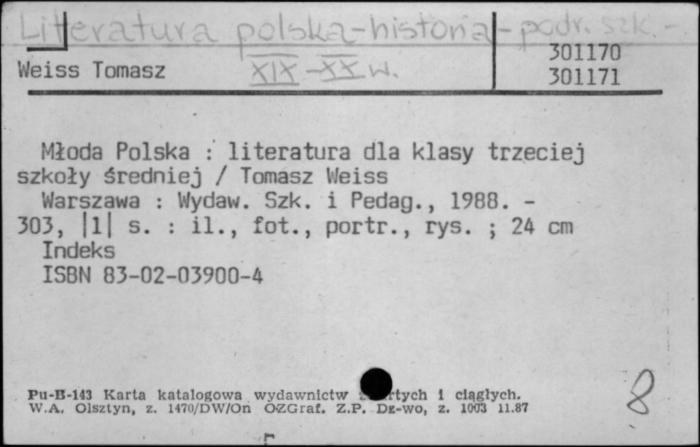 Literatura polska-historia-podr. szk.-
XIX-XX w.
Weiss Tomasz
301170
301171
Młoda Polska : literatura dla klasy trzeciej
szkoły średniej / Tomasz Weiss
Warszawa : Wydaw. Szk. i Pedag., 1988. -
303, |1| s. : il., fot., portr., rys. ; 24 cm
Indeks
ISBN 83-02-03900-4
Pu-B-143 Karta katalogowa wydawnictw i ciągłych.
W.A. Olsztyn, z. 1470/DW/On OZGraf. Z.P. Dz-wo, z. 1003 11.87
8